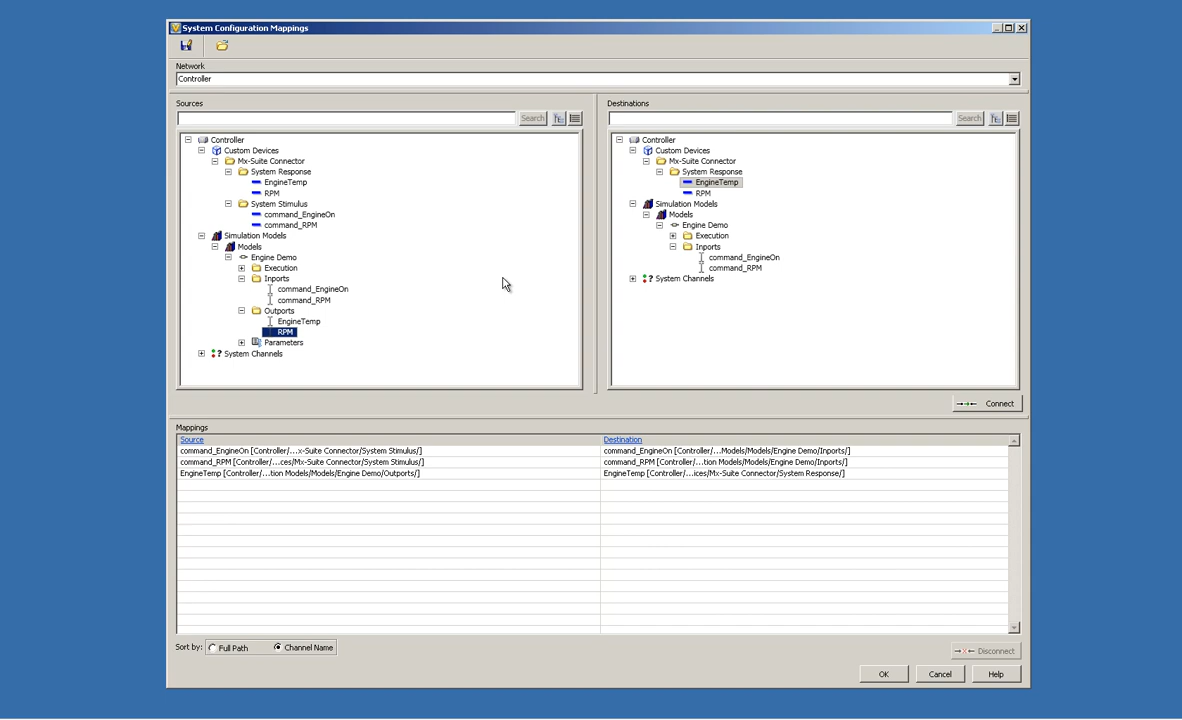 System Configuration Mappings
Network
Controller
Sources
Search
Controller
Custom Devices
Mx-Suite Connector
System Response
EngineTemp
RPM
System Stimulus
command_EngineOn
command_RPM
Simulation Models
Models
Engine Demo
Execution
Inports
command_EngineOn
command_RPM
Outports
EngineTemp
RPM
Parameters
System Channels
Destinations
Search
Controller
Custom Devices
Mx-Suite Connector
System Response
EngineTemp
RPM
Simulation Models
Models
Engine Demo
Execution
Inports
command_EngineOn
command_RPM
System Channels
Connect
Mappings
Source Destination
command_EngineOn [Controller/...x-Suite Connector/System Stimulus/] command_EngineOn [Controller/...Models/Models/Engine Demo/Inports/]
command_RPM [Controller/...ces/Mx-Suite Connector/System Stimulus/] command_RPM [Controller/...tion Models/Models/Engine Demo/Inports/]
EngineTemp [Controller/...tion Models/Models/Engine Demo/Outports/] EngineTemp [Controller/...ices/Mx-Suite Connector/System Response/]
Sort by: Full Path Channel Name
Disconnect
OK Cancel Help